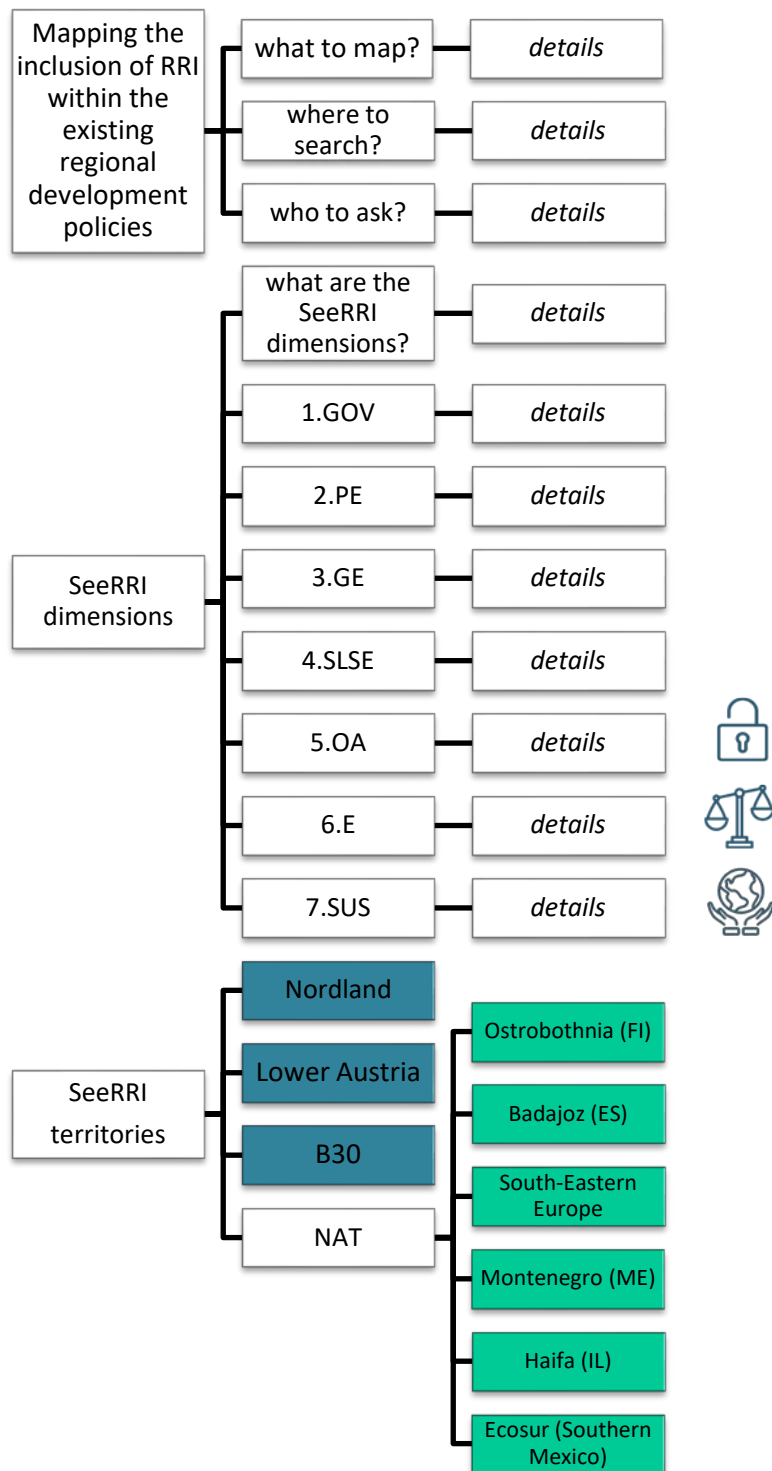 Mapping the
inclusion of RRI
within the
existing
regional
development
policies
what to map?
details
where to
search?
details
who to ask?
details
SeeRRI
dimensions
what are the
SeeRRI
dimensions?
details
1.GOV
details
2.PE
details
3.GE
details
4.SLSE
details
5.OA
details
6.E
details
7.SUS
details
SeeRRI
territories
Nordland
Lower Austria
B30
NAT
Ostrobothnia (FI)
Badajoz (ES)
South-Eastern
Europe
Montenegro (ME)
Haifa (IL)
Ecosur (Southern
Mexico)